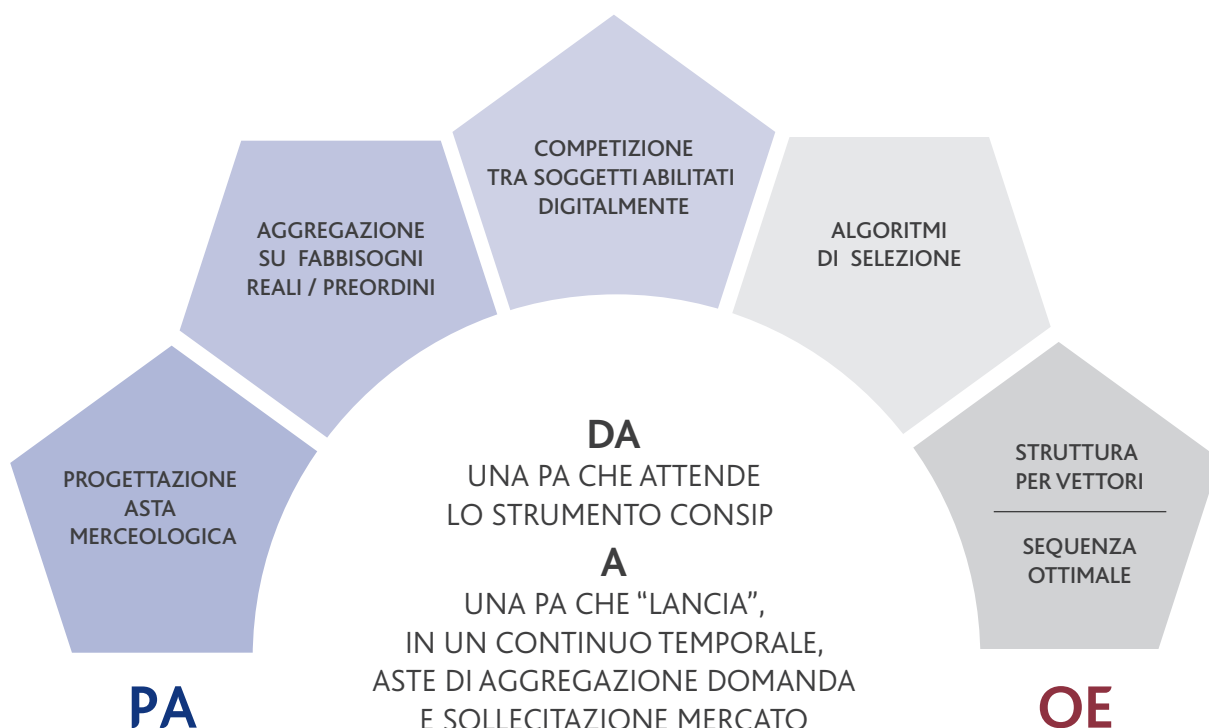 COMPETIZIONE
TRA SOGGETTI ABILITATI
DIGITALMENTE
AGGREGAZIONE
SU FABBISOGNI
REALI / PREORDINI
ALGORITMI
DI SELEZIONE
PROGETTAZIONE
ASTA
MERCEOLOGICA
STRUTTURA
PER VETTORI
SEQUENZA
OTTIMALE
DA
UNA PA CHE ATTENDE
LO STRUMENTO CONSIP
A
UNA PA CHE “LANCIA”,
IN UN CONTINUO TEMPORALE,
ASTE DI AGGREGAZIONE DOMANDA
E SOLLECITAZIONE MERCATO
PA
OE